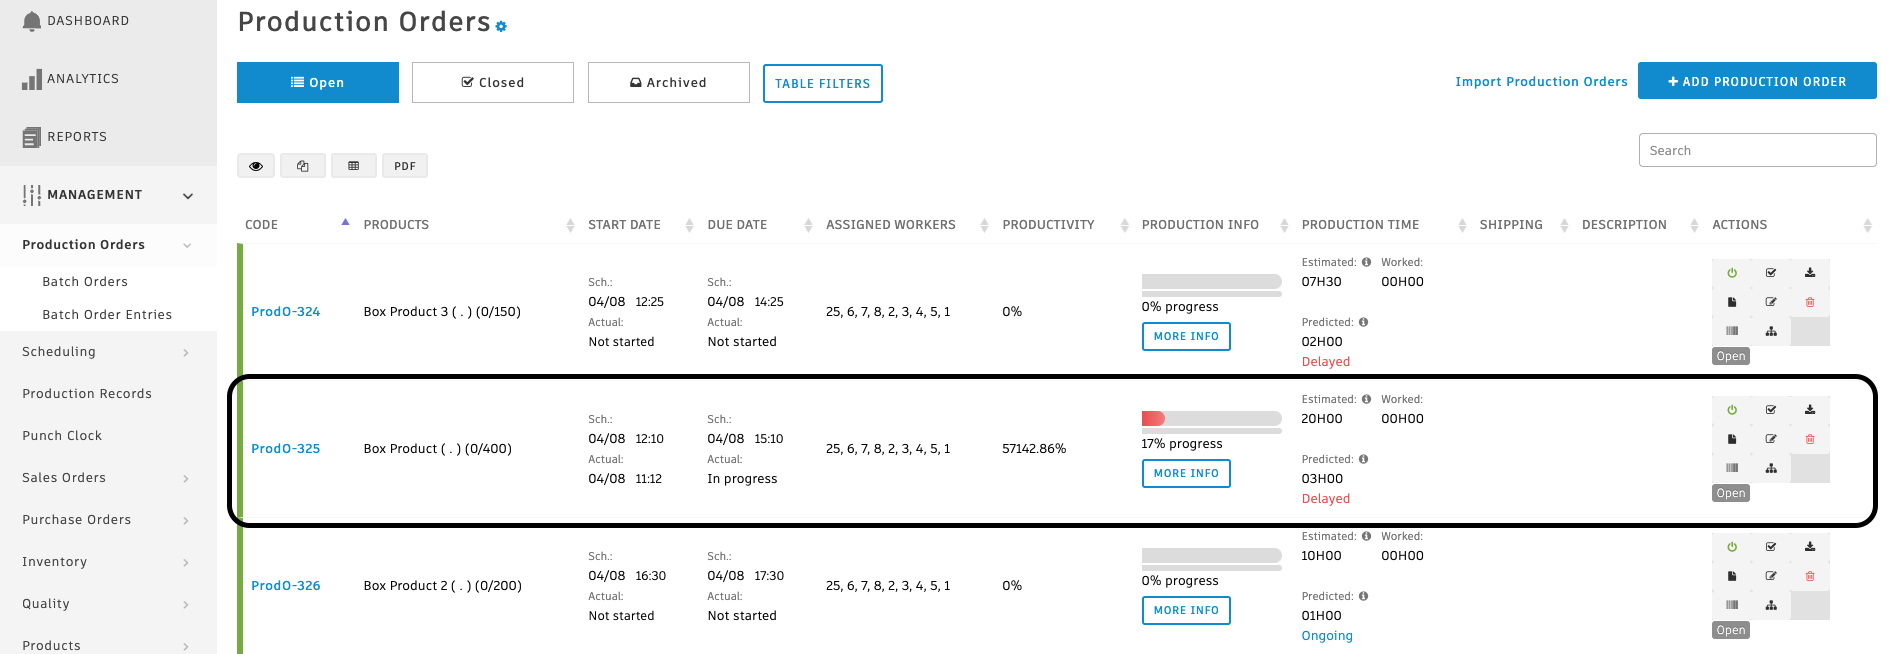 DASHBOARD
ANALYTICS
REPORTS
MANAGEMENT
Production Orders
Batch Orders
Batch Order Entries
Scheduling
Production Records
Punch Clock
Sales Orders
Purchase Orders
Inventory
Quality
Products
Production Orders
Open Closed Archived TABLE FILTERS Import Production Orders + ADD PRODUCTION ORDER
PDF Search
CODE PRODUCTS START DATE DUE DATE ASSIGNED WORKERS PRODUCTIVITY PRODUCTION INFO PRODUCTION TIME SHIPPING DESCRIPTION ACTIONS
Estimated: Worked:
Sch.: Sch.: 07H30 00H00
04/08 12:25 04/08 14:25 0% progress
ProdO-324 Box Product 3 ( . ) (0/150) 25, 6, 7, 8, 2, 3, 4, 5, 1 0%
Actual: Actual: Predicted:
Not started Not started MORE INFO 02H00
Delayed Open
Estimated: Worked:
Sch.: Sch.: 20H00 00H00
04/08 12:10 04/08 15:10 17% progress
ProdO-325 Box Product ( . ) (0/400) 25, 6, 7, 8, 2, 3, 4, 5, 1 57142.86%
Actual: Actual: Predicted:
04/08 11:12 In progress MORE INFO 03H00
Delayed Open
Estimated: Worked:
Sch.: Sch.: 10H00 00H00
04/08 16:30 04/08 17:30 0% progress
ProdO-326 Box Product 2 ( . ) (0/200) 25, 6, 7, 8, 2, 3, 4, 5, 1 0%
Actual: Actual: Predicted:
Not started Not started MORE INFO 01H00
Ongoing Open